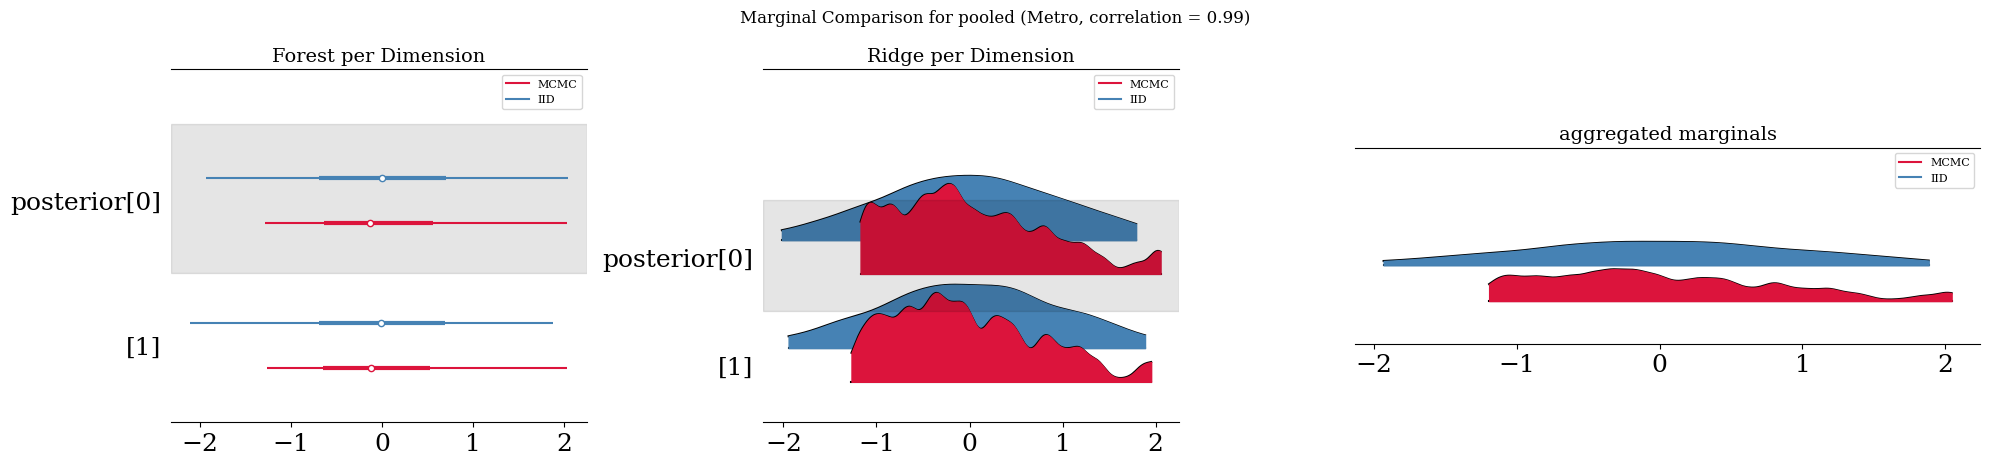 Marginal Comparison for pooled (Metro, correlation = 0.99)
Forest per Dimension
MCMC
IID
posterior[0]
[1]
−2 −1 0 1 2
Ridge per Dimension
MCMC
IID
posterior[0]
[1]
−2 −1 0 1 2
aggregated marginals
MCMC
IID
−2 −1 0 1 2